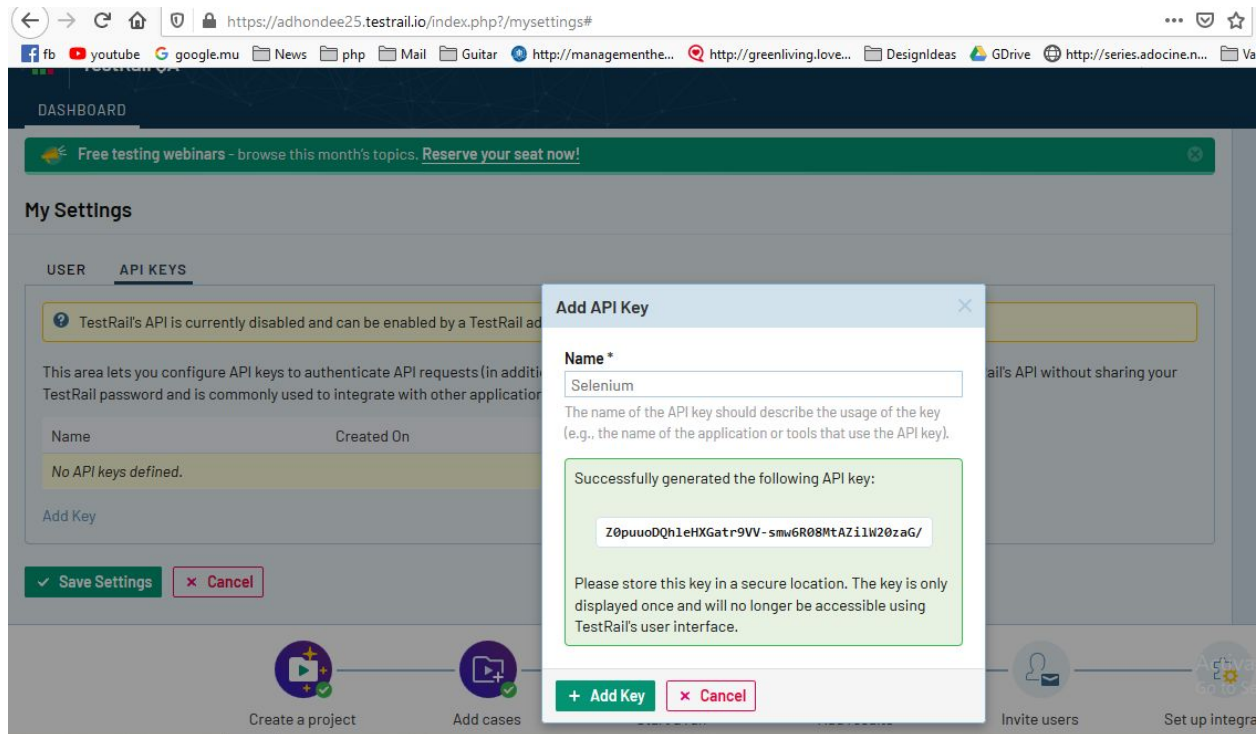 https://adhondee25.testrail.io/index.php?/mysettings#
fb youtube google.mu News php Mail Guitar http://managementhe... http://greenliving.love... DesignIdeas GDrive http://series.adocine.n... Va
TestRail QA
DASHBOARD
Free testing webinars - browse this month's topics. Reserve your seat now!
My Settings
USER API KEYS
TestRail's API is currently disabled and can be enabled by a TestRail ad
This area lets you configure API keys to authenticate API requests (in additi
ail's API without sharing your
TestRail password and is commonly used to integrate with other application
Name Created On
No API keys defined.
Add Key
Save Settings Cancel
Add API Key
Name *
Selenium
The name of the API key should describe the usage of the key
(e.g., the name of the application or tools that use the API key).
Successfully generated the following API key:
Z0puuoDQhleHXGatr9VV-smw6R08MtAZilW20zaG/
Please store this key in a secure location. The key is only
displayed once and will no longer be accessible using
TestRail's user interface.
Add Key Cancel
Create a project Add cases Invite users Set up integra